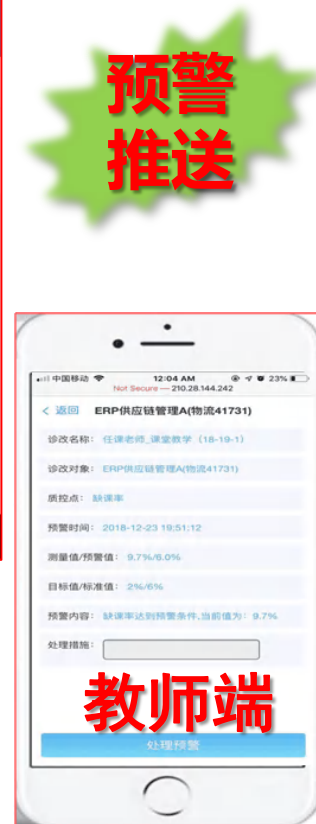 预警
推送
中国移动 12:04 AM 23%
Not Secure — 210.28.144.242
< 返回 ERP供应链管理A(物流41731)
诊改名称： 任课老师_课堂教学（18-19-1）
诊改对象： ERP供应链管理A(物流41731)
质控点： 缺课率
预警时间： 2018-12-23 19:51:12
测量值/预警值： 9.7%/6.0%
目标值/标准值： 2%/6%
预警内容： 缺课率达到预警条件,当前值为：9.7%
处理措施：
教师端
处理预警